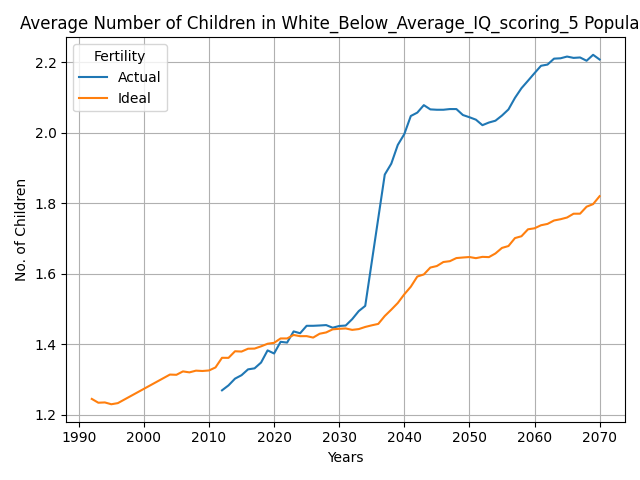 Average Number of Children in White_Below_Average_IQ_scoring_5 Popula
Fertility
Actual
Ideal
No. of Children
2.2
2.0
1.8
1.6
1.4
1.2
1990 2000 2010 2020 2030 2040 2050 2060 2070
Years